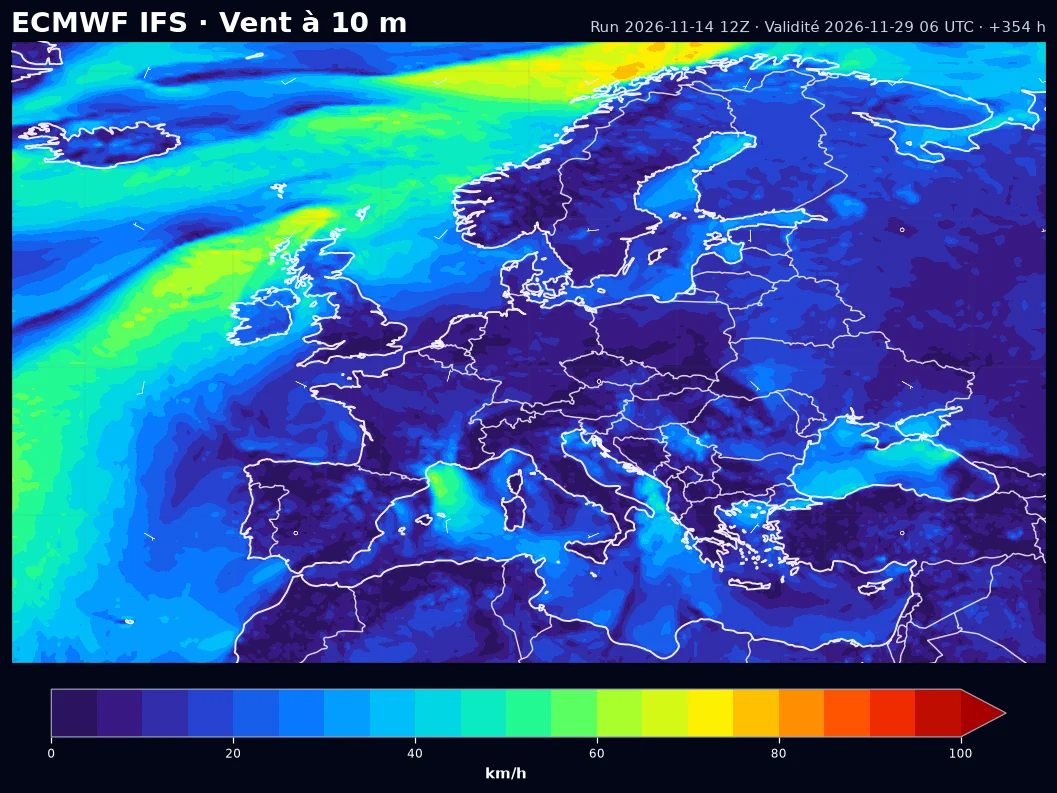 ECMWF IFS · Vent à 10 m
Run 2026-11-14 12Z · Validité 2026-11-29 06 UTC · +354 h
0 20 40 60 80 100
km/h